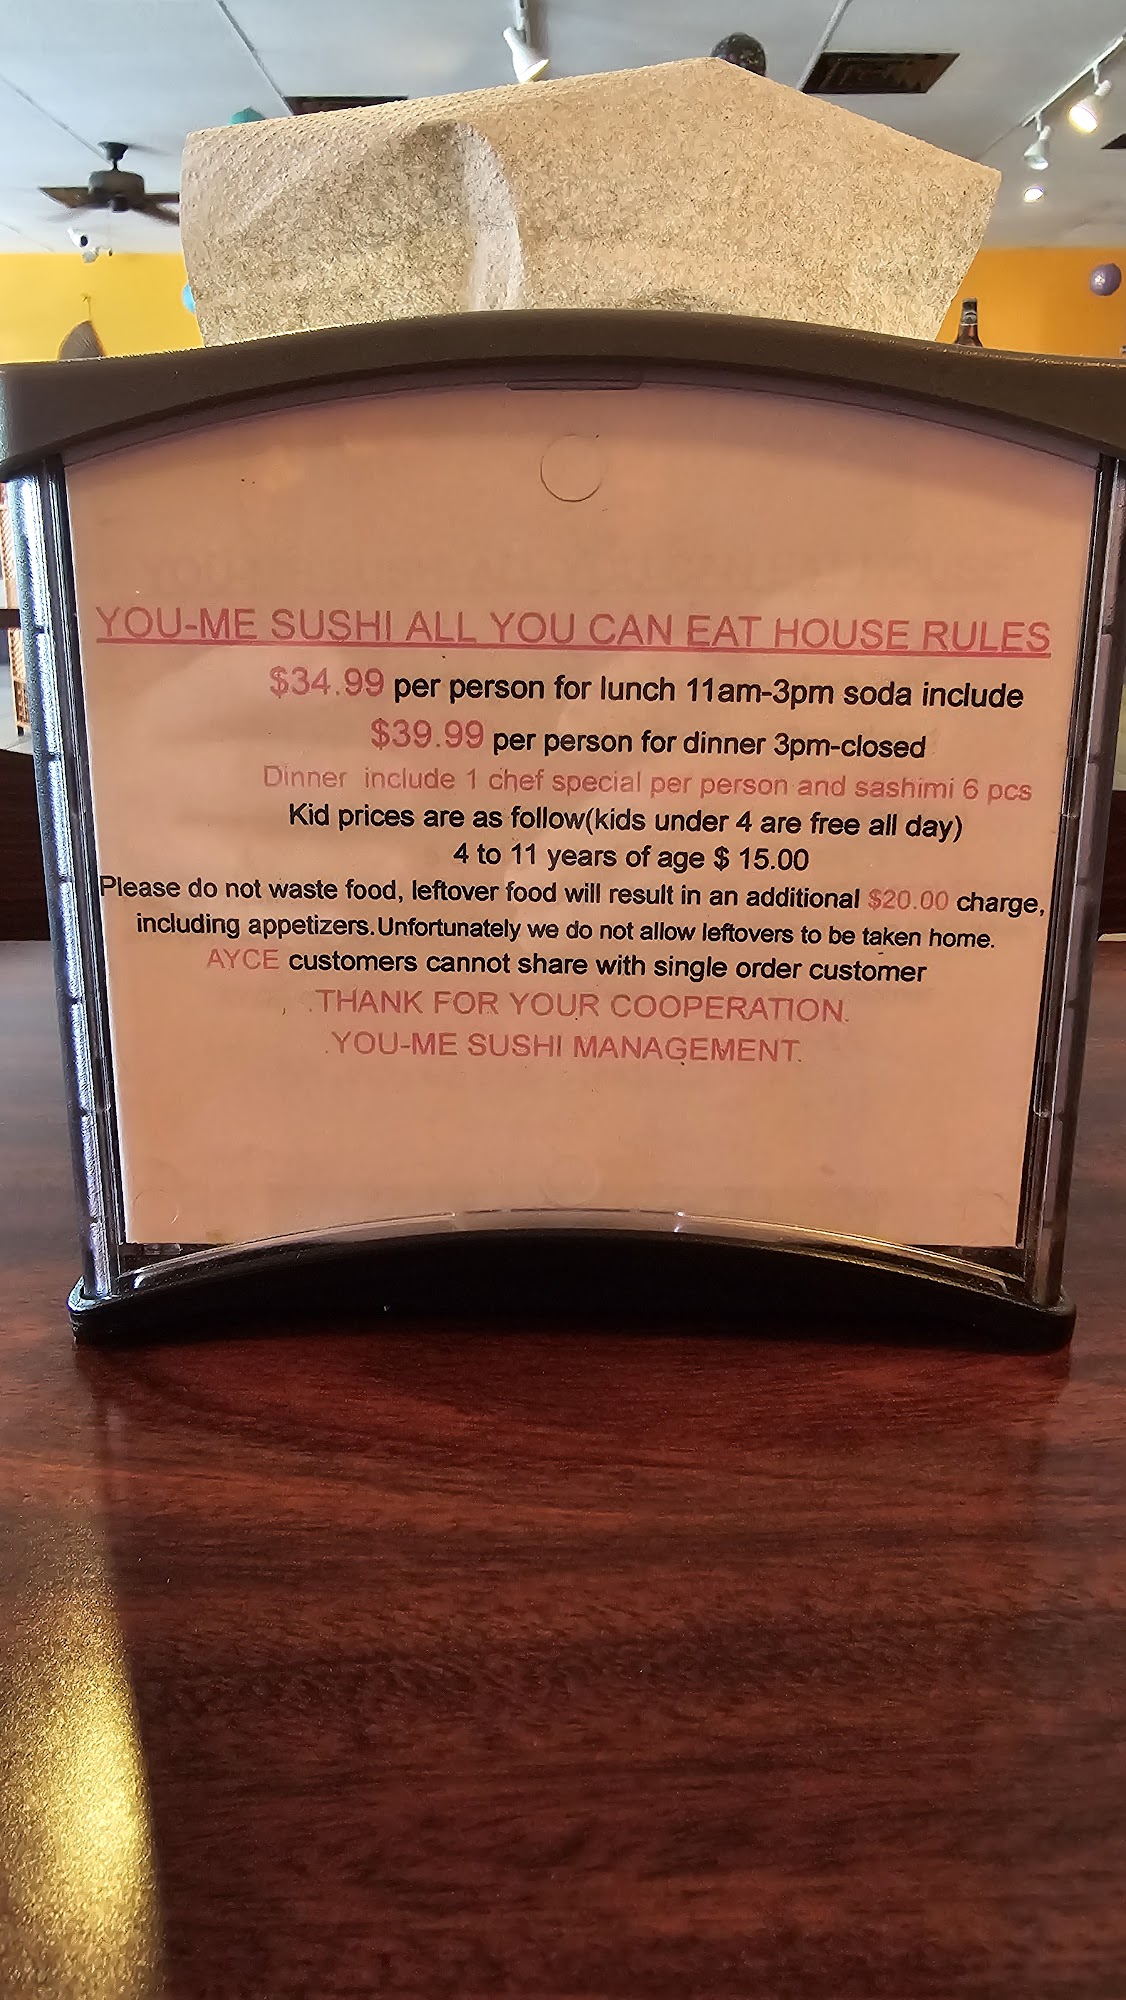 YOU-ME SUSHI ALL YOU CAN EAT HOUSE RULES
$34.99 per person for lunch 11am-3pm soda include
$39.99 per person for dinner 3pm-closed
Dinner include 1 chef special per person and sashimi 6 pcs
Kid prices are as follow(kids under 4 are free all day)
4 to 11 years of age $ 15.00
Please do not waste food, leftover food will result in an additional $20.00 charge,
including appetizers.Unfortunately we do not allow leftovers to be taken home.
AYCE customers cannot share with single order customer
.THANK FOR YOUR COOPERATION.
.YOU-ME SUSHI MANAGEMENT.